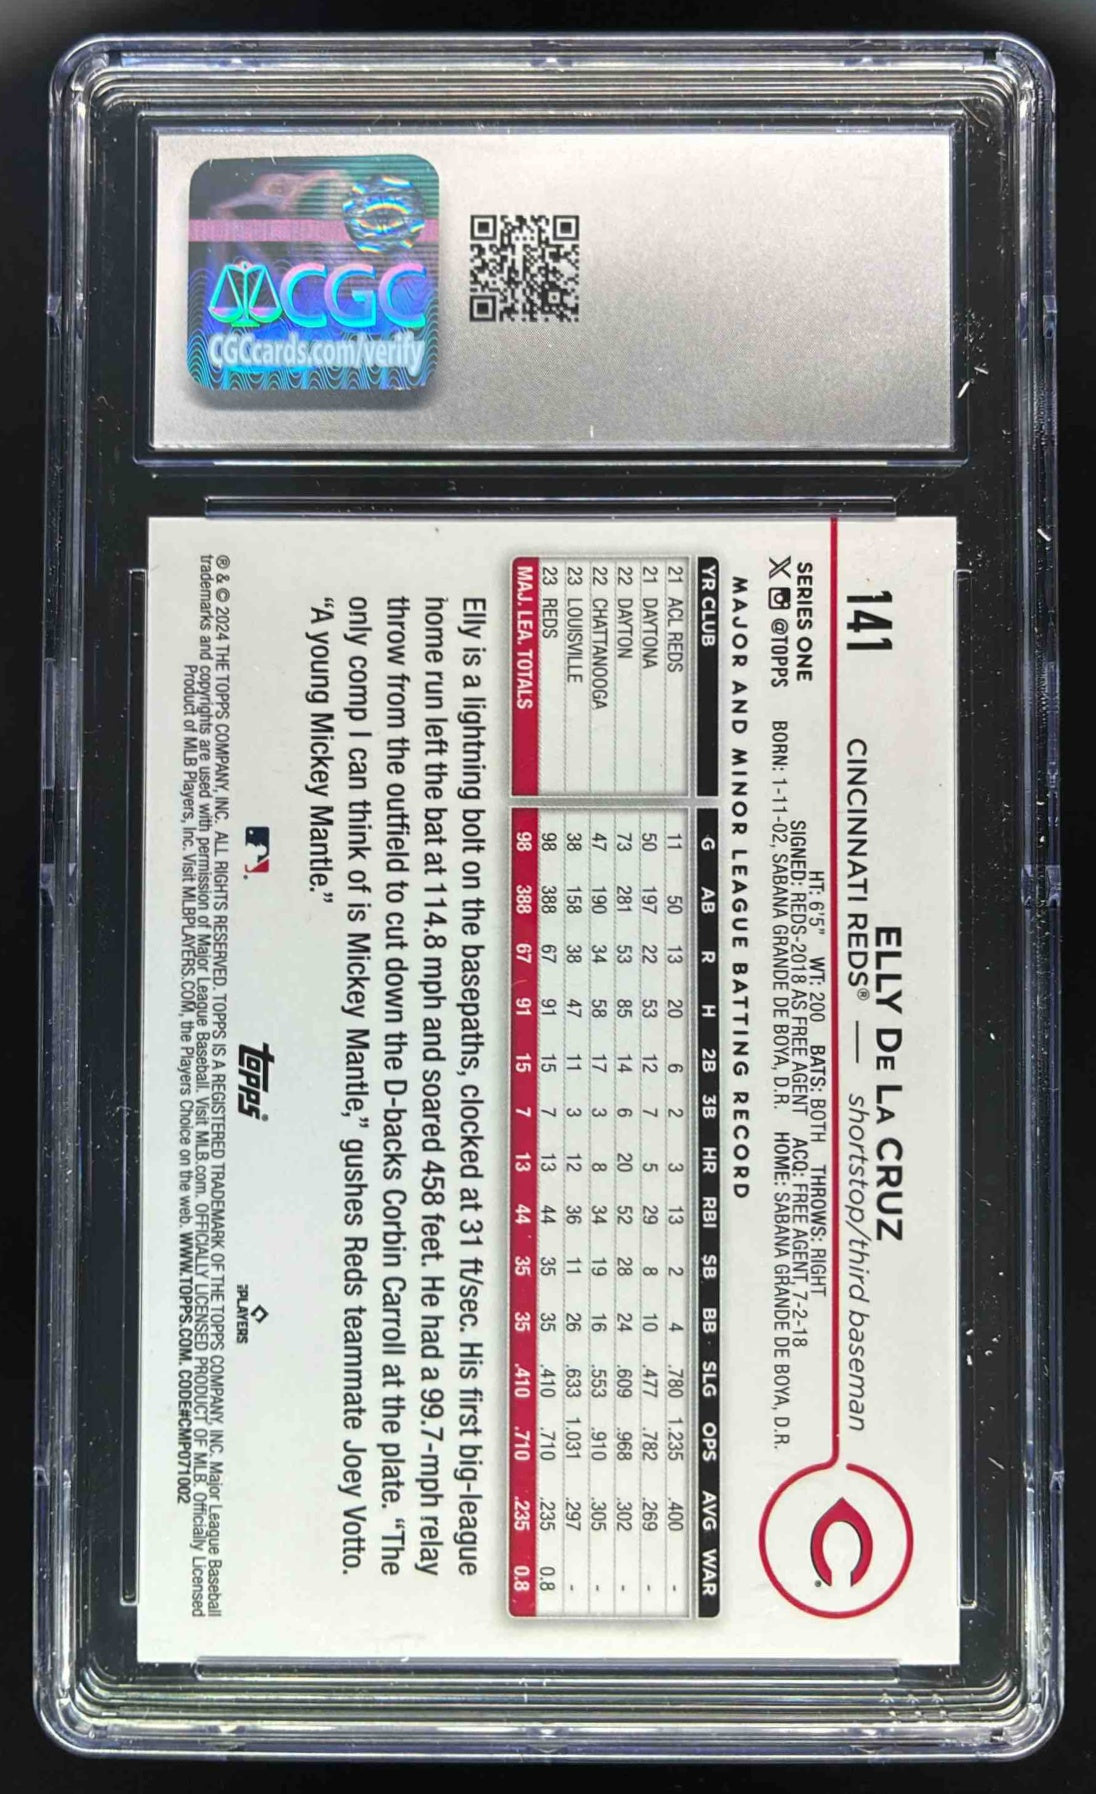 CGC
CGCcards.com/verify
141
ELLY DE LA CRUZ
CINCINNATI REDS® — shortstop/third baseman
SERIES ONE
@TOPPS
HT: 6'5" WT: 200 BATS: BOTH THROWS: RIGHT
SIGNED: REDS-2018 AS FREE AGENT ACQ: FREE AGENT, 7-2-18
BORN: 1-11-02, SABANA GRANDE DE BOYA, D.R. HOME: SABANA GRANDE DE BOYA, D.R.
C
MAJOR AND MINOR LEAGUE BATTING RECORD
YR CLUB G AB R H 2B 3B HR RBI SB BB SLG OPS AVG WAR
21 ACL REDS 11 50 13 20 6 2 3 13 2 4 .780 1.235 .400 -
21 DAYTONA 50 197 22 53 12 7 5 29 8 10 .477 .782 .269 -
22 DAYTON 73 281 53 85 14 6 20 52 28 24 .609 .968 .302 -
22 CHATTANOOGA 47 190 34 58 17 3 8 34 19 16 .553 .910 .305 -
23 LOUISVILLE 38 158 38 47 11 3 12 36 11 26 .633 1.031 .297 -
23 REDS 98 388 67 91 15 7 13 44 35 35 .410 .710 .235 0.8
MAJ. LEA. TOTALS 98 388 67 91 15 7 13 44 35 35 .410 .710 .235 0.8
Elly is a lightning bolt on the basepaths, clocked at 31 ft/sec. His first big-league
home run left the bat at 114.8 mph and soared 458 feet. He had a 99.7-mph relay
throw from the outfield to cut down the D-backs Corbin Carroll at the plate. “The
only comp I can think of is Mickey Mantle,” gushes Reds teammate Joey Votto.
“A young Mickey Mantle.”
topps
PLAYERS
® & © 2024 THE TOPPS COMPANY, INC. ALL RIGHTS RESERVED. TOPPS IS A REGISTERED TRADEMARK OF THE TOPPS COMPANY, INC. Major League Baseball
trademarks and copyrights are used with permission of Major League Baseball. Visit MLB.com. OFFICIALLY LICENSED PRODUCT OF MLB. Officially Licensed
Product of MLB Players, Inc. Visit MLBPLAYERS.COM, the Players Choice on the web. WWW.TOPPS.COM. CODE#CMP071002